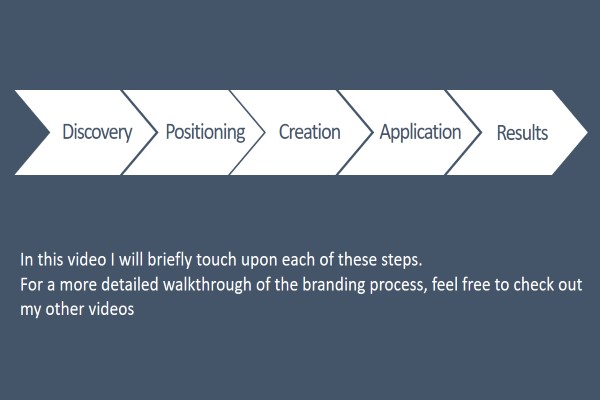 Discovery Positioning Creation Application Results
In this video I will briefly touch upon each of these steps.
For a more detailed walkthrough of the branding process, feel free to check out
my other videos